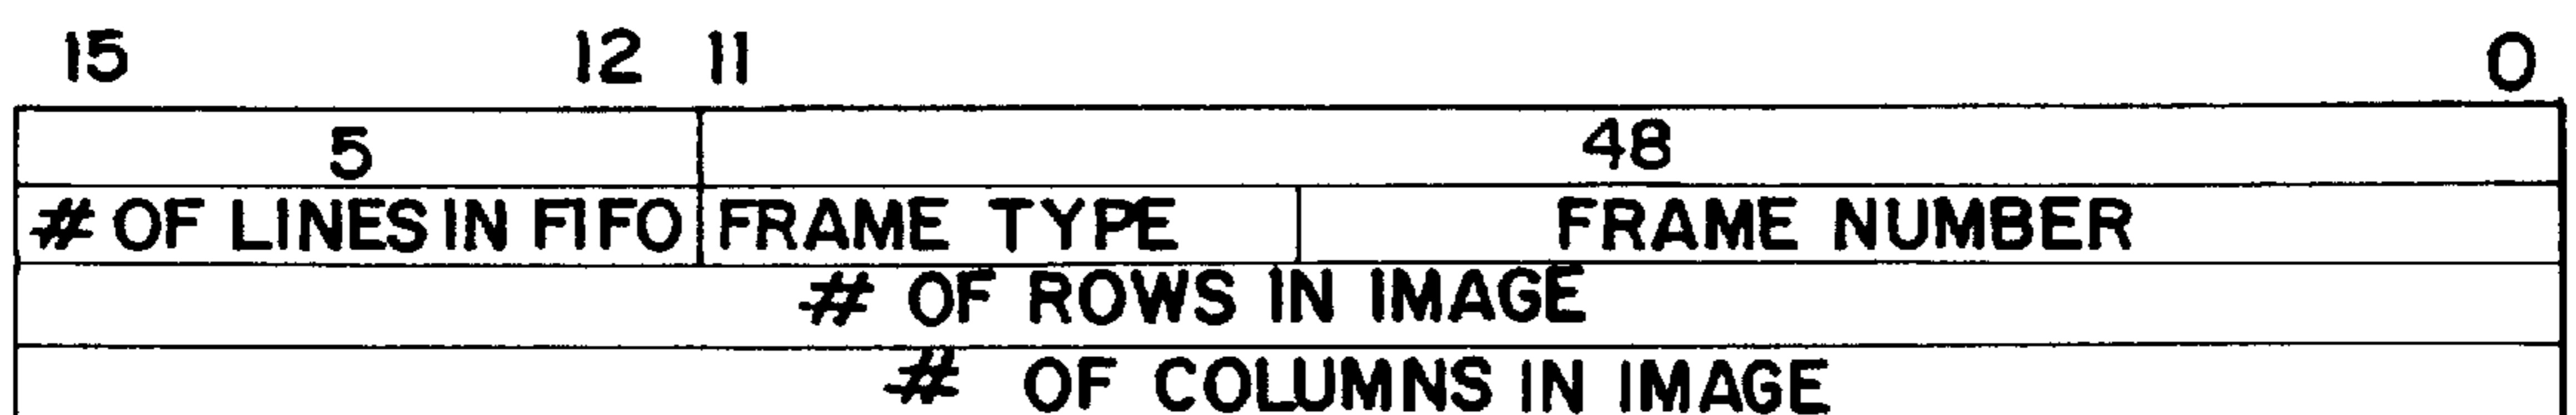 15 12 11 0
5 48
# OF LINES IN FIFO FRAME TYPE FRAME NUMBER
# OF ROWS IN IMAGE
# OF COLUMNS IN IMAGE